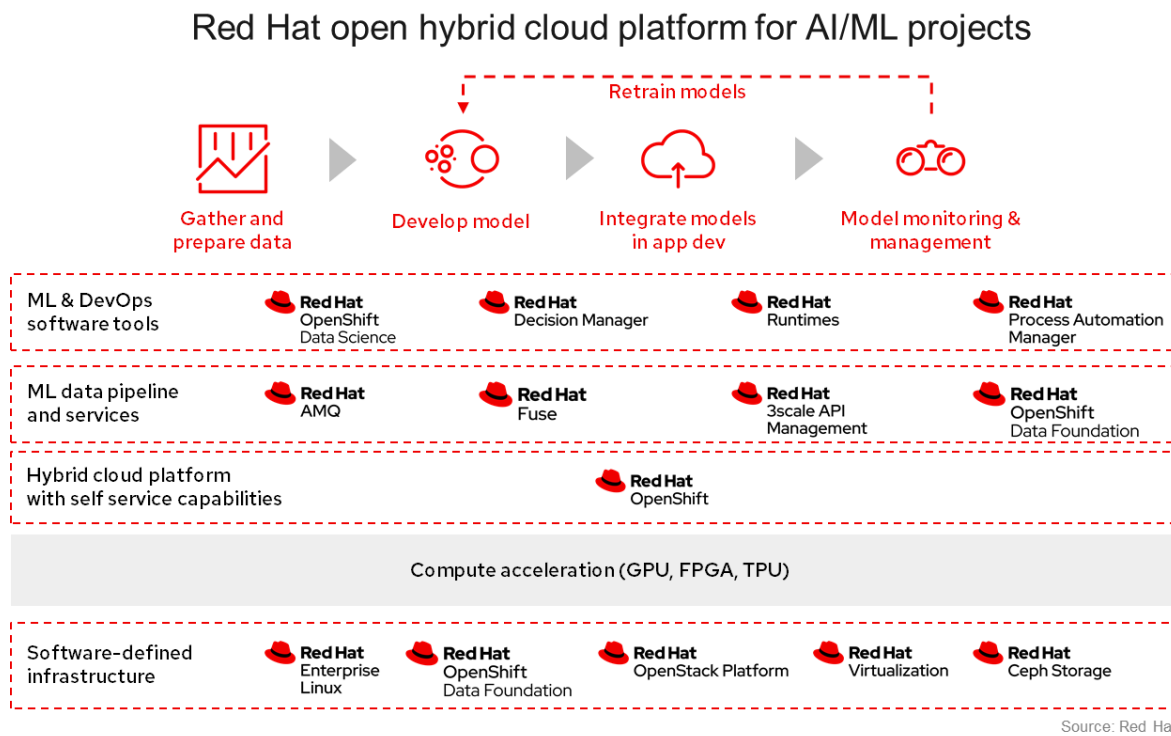 Red Hat open hybrid cloud platform for AI/ML projects
Retrain models
Gather and
prepare data
Develop model
Integrate models
in app dev
Model monitoring &
management
ML & DevOps
software tools
Red Hat
OpenShift
Data Science
Red Hat
Decision Manager
Red Hat
Runtimes
Red Hat
Process Automation
Manager
ML data pipeline
and services
Red Hat
AMQ
Red Hat
Fuse
Red Hat
3scale API
Management
Red Hat
OpenShift
Data Foundation
Hybrid cloud platform
with self service capabilities
Red Hat
OpenShift
Compute acceleration (GPU, FPGA, TPU)
Software-defined
infrastructure
Red Hat
Enterprise
Linux
Red Hat
OpenShift
Data Foundation
Red Hat
OpenStack Platform
Red Hat
Virtualization
Red Hat
Ceph Storage
Source: Red Ha